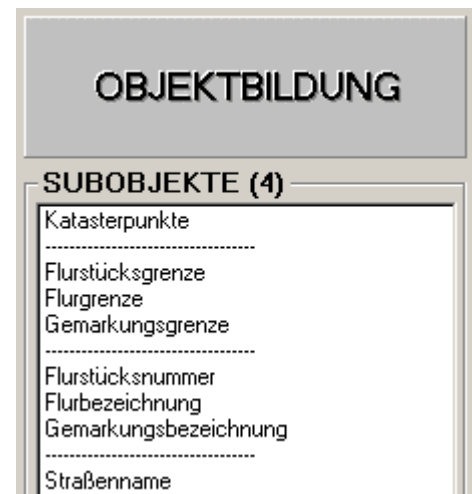 OBJEKTBILDUNG
SUBOBJEKTE (4)
Katasterpunkte
----------------------------------
Flurstücksgrenze
Flurgrenze
Gemarkungsgrenze
----------------------------------
Flurstücksnummer
Flurbezeichnung
Gemarkungsbezeichnung
----------------------------------
Straßenname